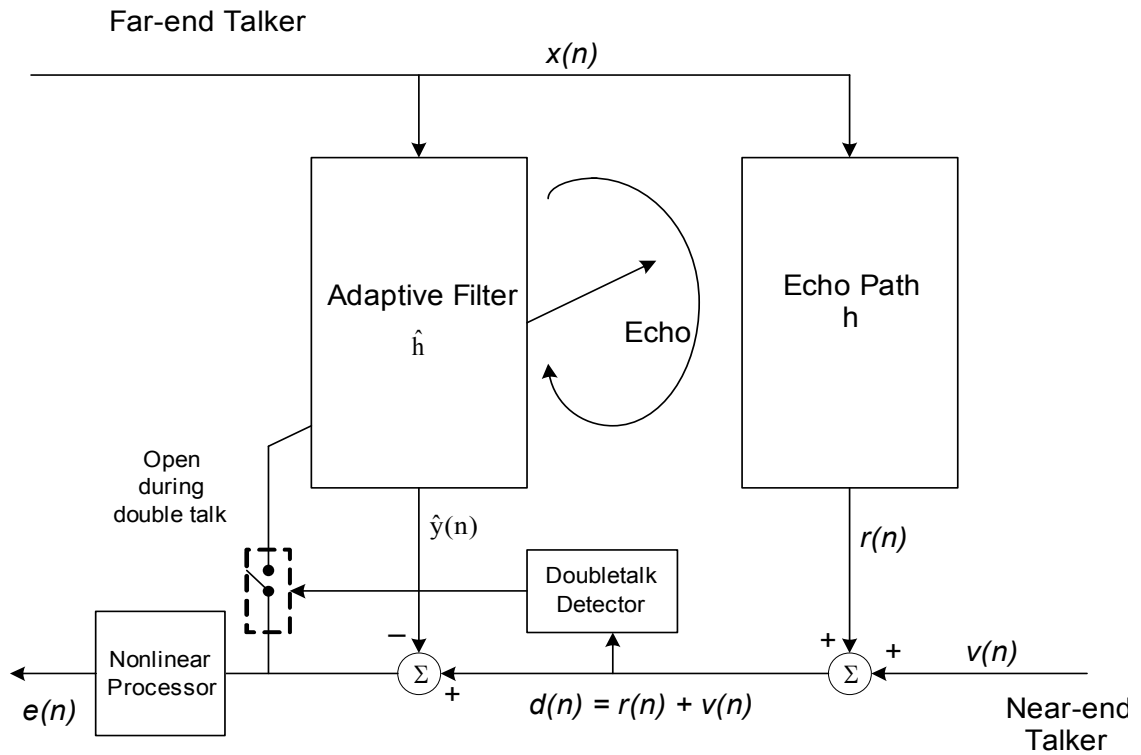 Far-end Talker
x(n)
Adaptive Filter
ĥ
Echo
Echo Path
h
Open
during
double talk
ŷ(n)
r(n)
Doubletalk
Detector
–
+
+
+
Σ
Σ
Nonlinear
Processor
v(n)
e(n)
d(n) = r(n) + v(n)
Near-end
Talker